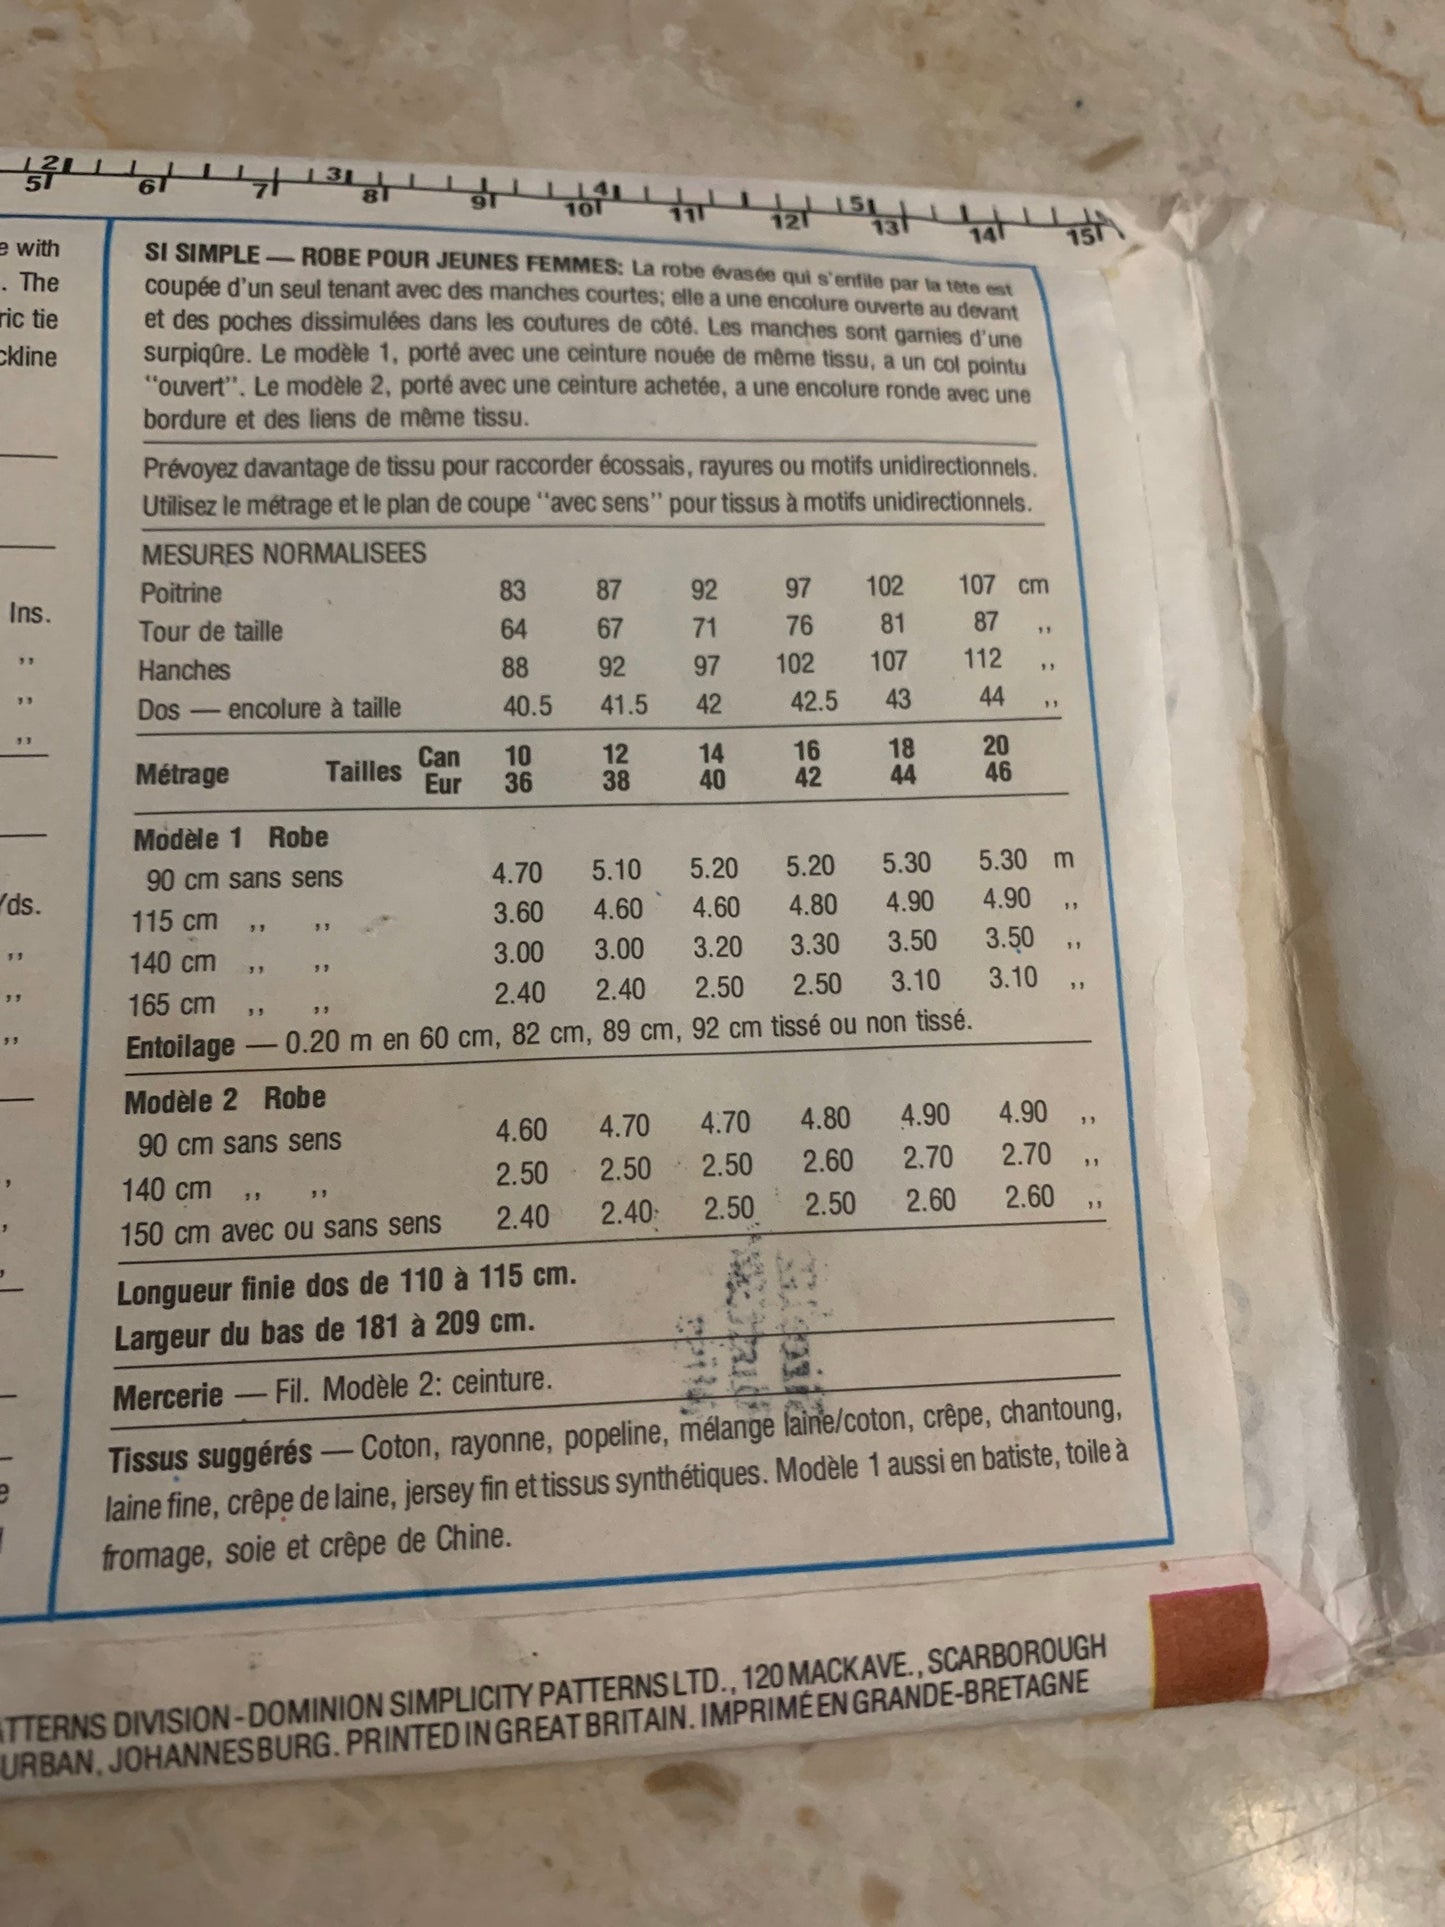 2 3 4 5
5 6 7 8 9 10 11 12 13 14 15
e with
. The
ric tie
ckline
Ins.
,,
,,
,,
Yds.
,,
,,
,,
SI SIMPLE — ROBE POUR JEUNES FEMMES: La robe évasée qui s'enfile par la tête est
coupée d'un seul tenant avec des manches courtes; elle a une encolure ouverte au devant
et des poches dissimulées dans les coutures de côté. Les manches sont garnies d'une
surpiqûre. Le modèle 1, porté avec une ceinture nouée de même tissu, a un col pointu
"ouvert". Le modèle 2, porté avec une ceinture achetée, a une encolure ronde avec une
bordure et des liens de même tissu.
Prévoyez davantage de tissu pour raccorder écossais, rayures ou motifs unidirectionnels.
Utilisez le métrage et le plan de coupe "avec sens" pour tissus à motifs unidirectionnels.
MESURES NORMALISEES
Poitrine 83 87 92 97 102 107 cm
Tour de taille 64 67 71 76 81 87 ,,
Hanches 88 92 97 102 107 112 ,,
Dos — encolure à taille 40.5 41.5 42 42.5 43 44 ,,
Métrage Tailles Can 10 12 14 16 18 20
Eur 36 38 40 42 44 46
Modèle 1 Robe
90 cm sans sens 4.70 5.10 5.20 5.20 5.30 5.30 m
115 cm ,, ,, 3.60 4.60 4.60 4.80 4.90 4.90 ,,
140 cm ,, ,, 3.00 3.00 3.20 3.30 3.50 3.50 ,,
165 cm ,, ,, 2.40 2.40 2.50 2.50 3.10 3.10 ,,
Entoilage — 0.20 m en 60 cm, 82 cm, 89 cm, 92 cm tissé ou non tissé.
Modèle 2 Robe
90 cm sans sens 4.60 4.70 4.70 4.80 4.90 4.90 ,,
140 cm ,, ,, 2.50 2.50 2.50 2.60 2.70 2.70 ,,
150 cm avec ou sans sens 2.40 2.40 2.50 2.50 2.60 2.60 ,,
Longueur finie dos de 110 à 115 cm.
Largeur du bas de 181 à 209 cm.
Mercerie — Fil. Modèle 2: ceinture.
Tissus suggérés — Coton, rayonne, popeline, mélange laine/coton, crêpe, chantoung,
laine fine, crêpe de laine, jersey fin et tissus synthétiques. Modèle 1 aussi en batiste, toile à
fromage, soie et crêpe de Chine.
ATTERNS DIVISION - DOMINION SIMPLICITY PATTERNS LTD., 120 MACK AVE., SCARBOROUGH
URBAN, JOHANNESBURG. PRINTED IN GREAT BRITAIN. IMPRIMÉ EN GRANDE-BRETAGNE